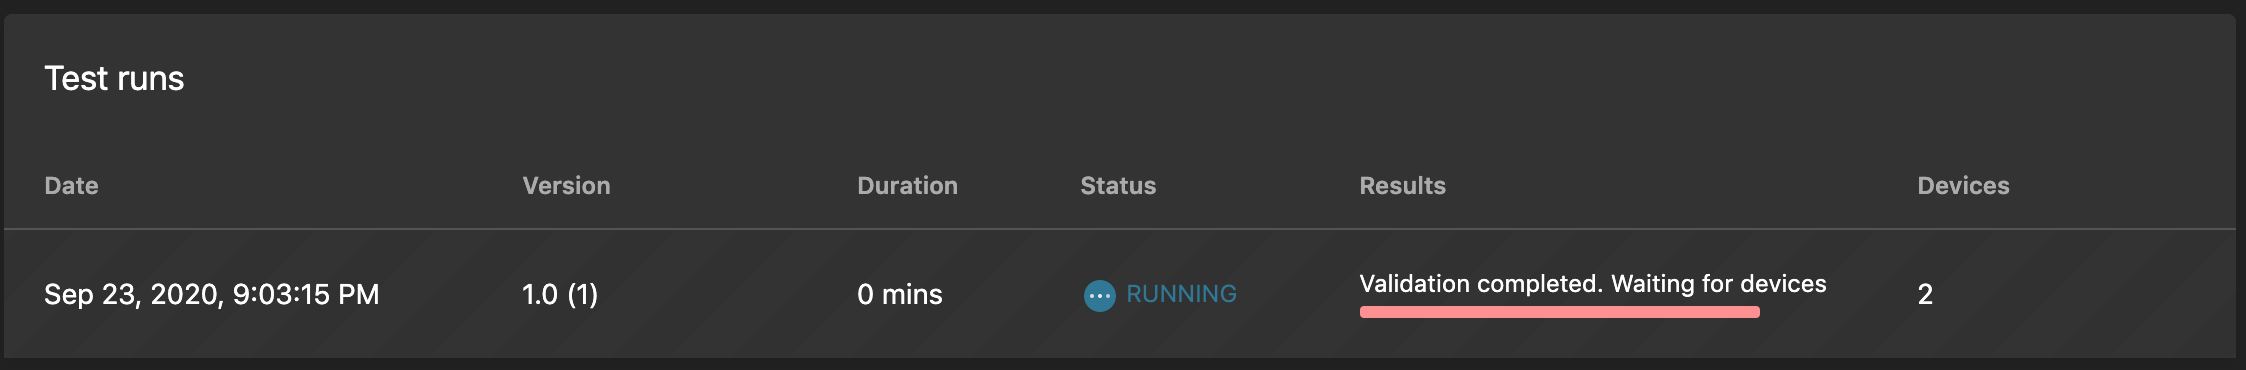 Test runs
Date Version Duration Status Results Devices
Sep 23, 2020, 9:03:15 PM 1.0 (1) 0 mins RUNNING Validation completed. Waiting for devices 2